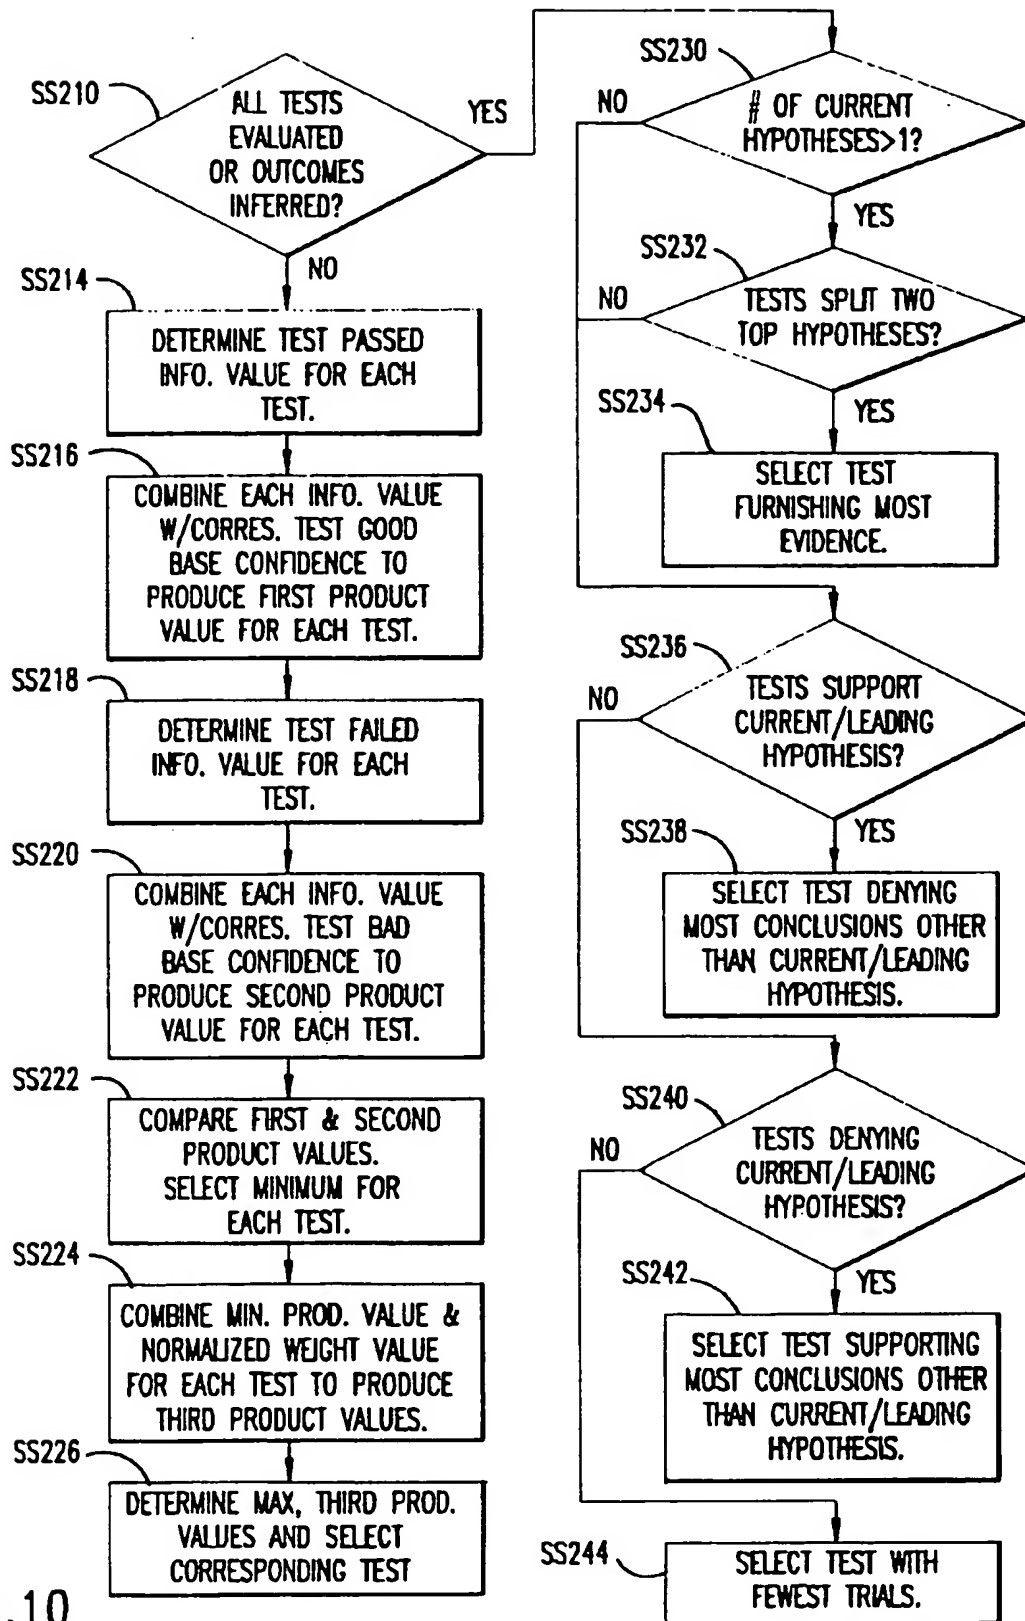 SS210
ALL TESTS
EVALUATED
OR OUTCOMES
INFERRED?
YES
NO
SS214
DETERMINE TEST PASSED
INFO. VALUE FOR EACH
TEST.
SS216
COMBINE EACH INFO. VALUE
W/CORRES. TEST GOOD
BASE CONFIDENCE TO
PRODUCE FIRST PRODUCT
VALUE FOR EACH TEST.
SS218
DETERMINE TEST FAILED
INFO. VALUE FOR EACH
TEST.
SS220
COMBINE EACH INFO. VALUE
W/CORRES. TEST BAD
BASE CONFIDENCE TO
PRODUCE SECOND PRODUCT
VALUE FOR EACH TEST.
SS222
COMPARE FIRST & SECOND
PRODUCT VALUES.
SELECT MINIMUM FOR
EACH TEST.
SS224
COMBINE MIN. PROD. VALUE &
NORMALIZED WEIGHT VALUE
FOR EACH TEST TO PRODUCE
THIRD PRODUCT VALUES.
SS226
DETERMINE MAX, THIRD PROD.
VALUES AND SELECT
CORRESPONDING TEST
SS230
# OF CURRENT
HYPOTHESES>1?
NO
YES
SS232
TESTS SPLIT TWO
TOP HYPOTHESES?
NO
YES
SS234
SELECT TEST
FURNISHING MOST
EVIDENCE.
SS236
TESTS SUPPORT
CURRENT/LEADING
HYPOTHESIS?
NO
YES
SS238
SELECT TEST DENYING
MOST CONCLUSIONS OTHER
THAN CURRENT/LEADING
HYPOTHESIS.
SS240
TESTS DENYING
CURRENT/LEADING
HYPOTHESIS?
NO
YES
SS242
SELECT TEST SUPPORTING
MOST CONCLUSIONS OTHER
THAN CURRENT/LEADING
HYPOTHESIS.
SS244
SELECT TEST WITH
FEWEST TRIALS.
.10